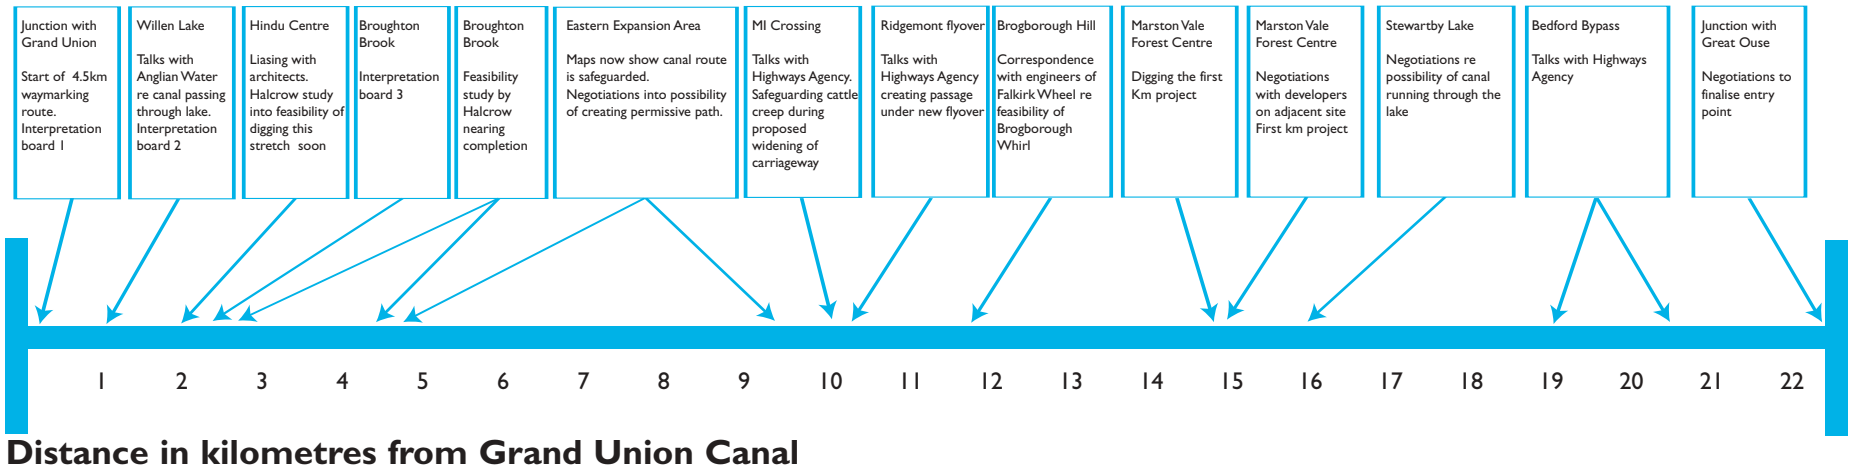 Junction with
Grand Union
Start of 4.5km
waymarking
route.
Interpretation
board 1
Willen Lake
Talks with
Anglian Water
re canal passing
through lake.
Interpretation
board 2
Hindu Centre
Liasing with
architects.
Halcrow study
into feasibility of
digging this
stretch soon
Broughton
Brook
Interpretation
board 3
Broughton
Brook
Feasibility
study by
Halcrow
nearing
completion
Eastern Expansion Area
Maps now show canal route
is safeguarded.
Negotiations into possibility
of creating permissive path.
M1 Crossing
Talks with
Highways Agency.
Safeguarding cattle
creep during
proposed
widening of
carriageway
Ridgemont flyover
Talks with
Highways Agency
creating passage
under new flyover
Brogborough Hill
Correspondence
with engineers of
Falkirk Wheel re
feasibility of
Brogborough
Whirl
Marston Vale
Forest Centre
Digging the first
Km project
Marston Vale
Forest Centre
Negotiations
with developers
on adjacent site
First km project
Stewartby Lake
Negotiations re
possibility of canal
running through the
lake
Bedford Bypass
Talks with Highways
Agency
Junction with
Great Ouse
Negotiations to
finalise entry
point
1 2 3 4 5 6 7 8 9 10 11 12 13 14 15 16 17 18 19 20 21 22
Distance in kilometres from Grand Union Canal